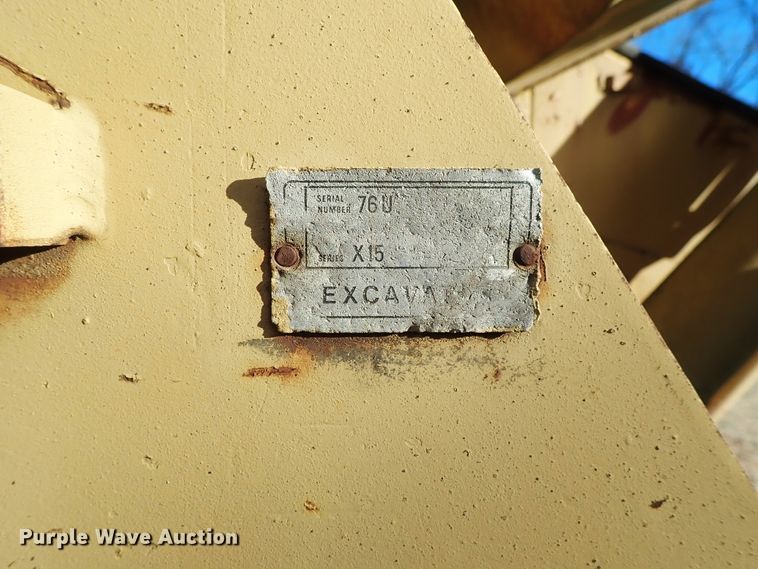 SERIAL
NUMBER 76U
SERIES X15
Purple Wave Auction